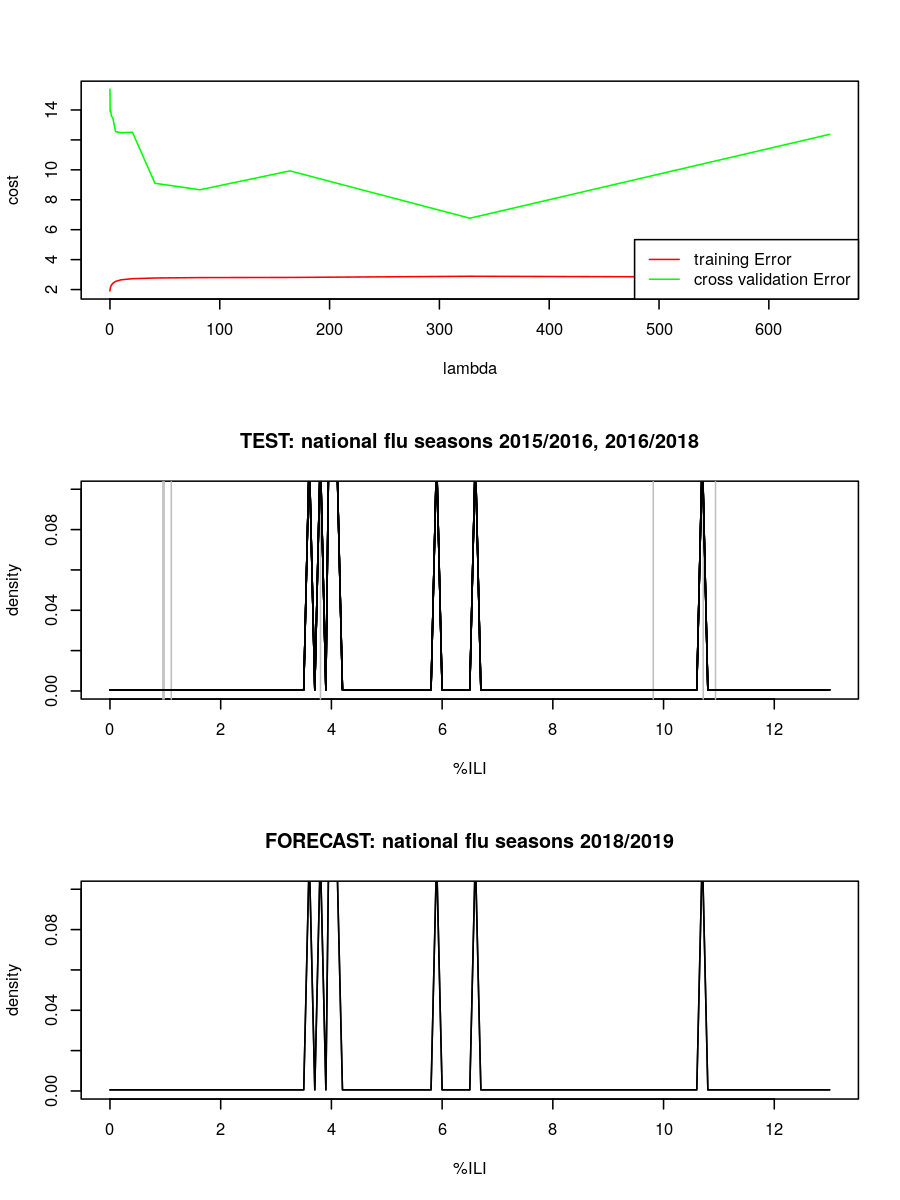 cost
14
10
8
6
4
2
training Error
cross validation Error
0 100 200 300 400 500 600
lambda
TEST: national flu seasons 2015/2016, 2016/2018
density
0.08
0.04
0.00
0 2 4 6 8 10 12
%ILI
FORECAST: national flu seasons 2018/2019
density
0.08
0.04
0.00
0 2 4 6 8 10 12
%ILI